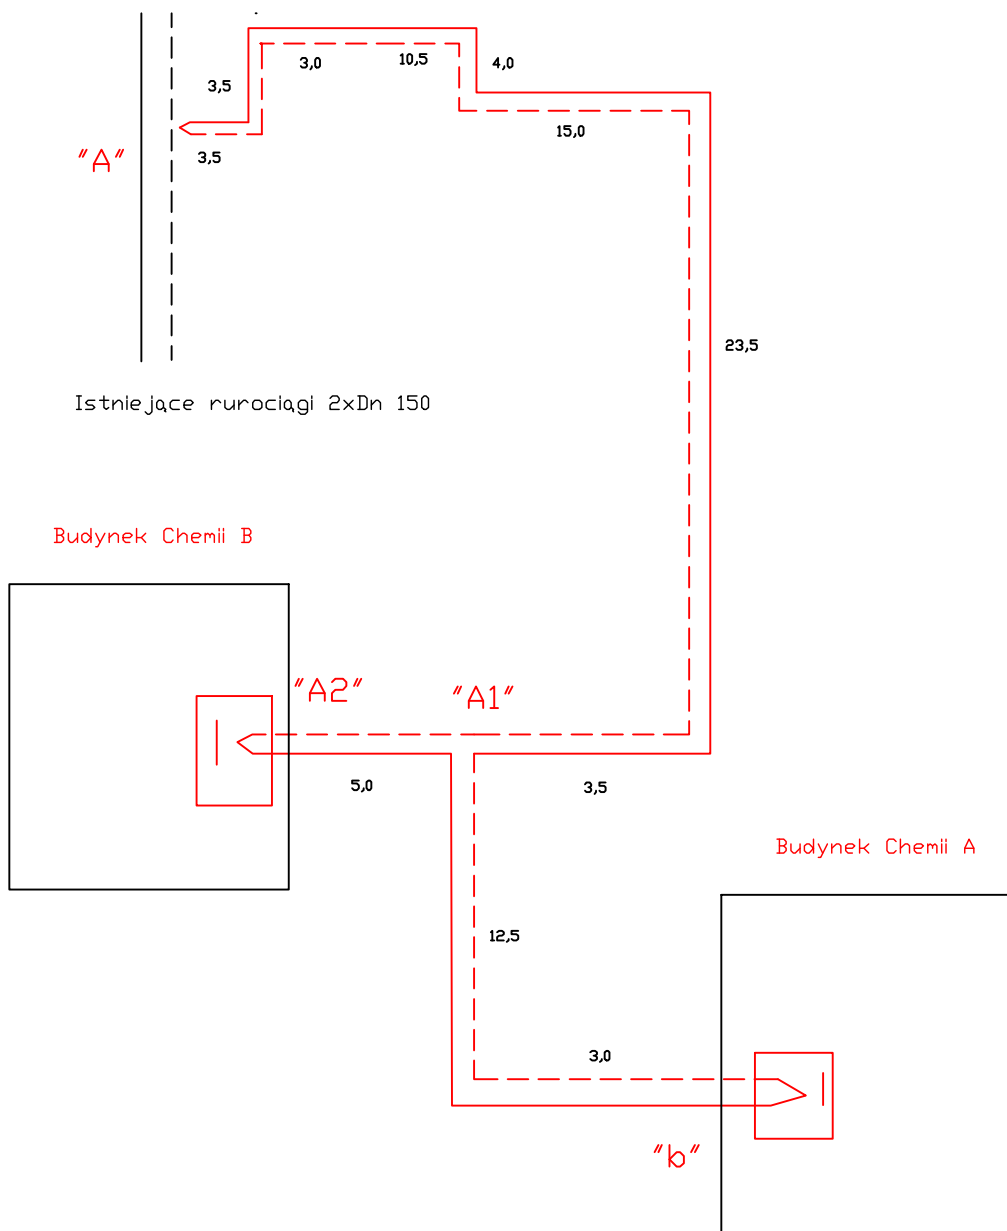 3,0
10,5
4,0
3,5
15,0
"A"
3,5
23,5
Istniejące rurociągi 2xDn 150
Budynek Chemii B
"A2"
"A1"
5,0
3,5
Budynek Chemii A
12,5
3,0
"b"